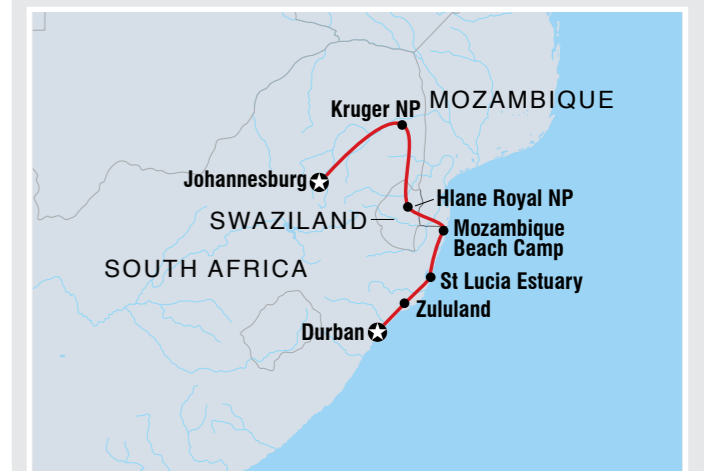 MOZAMBIQUE
Kruger NP
Johannesburg
Hlane Royal NP
SWAZILAND
Mozambique
Beach Camp
SOUTH AFRICA
St Lucia Estuary
Zululand
Durban